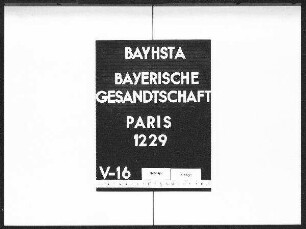 BAYHSTA
BAYERISCHE
GESANDTSCHAFT
PARIS
1229
V-16